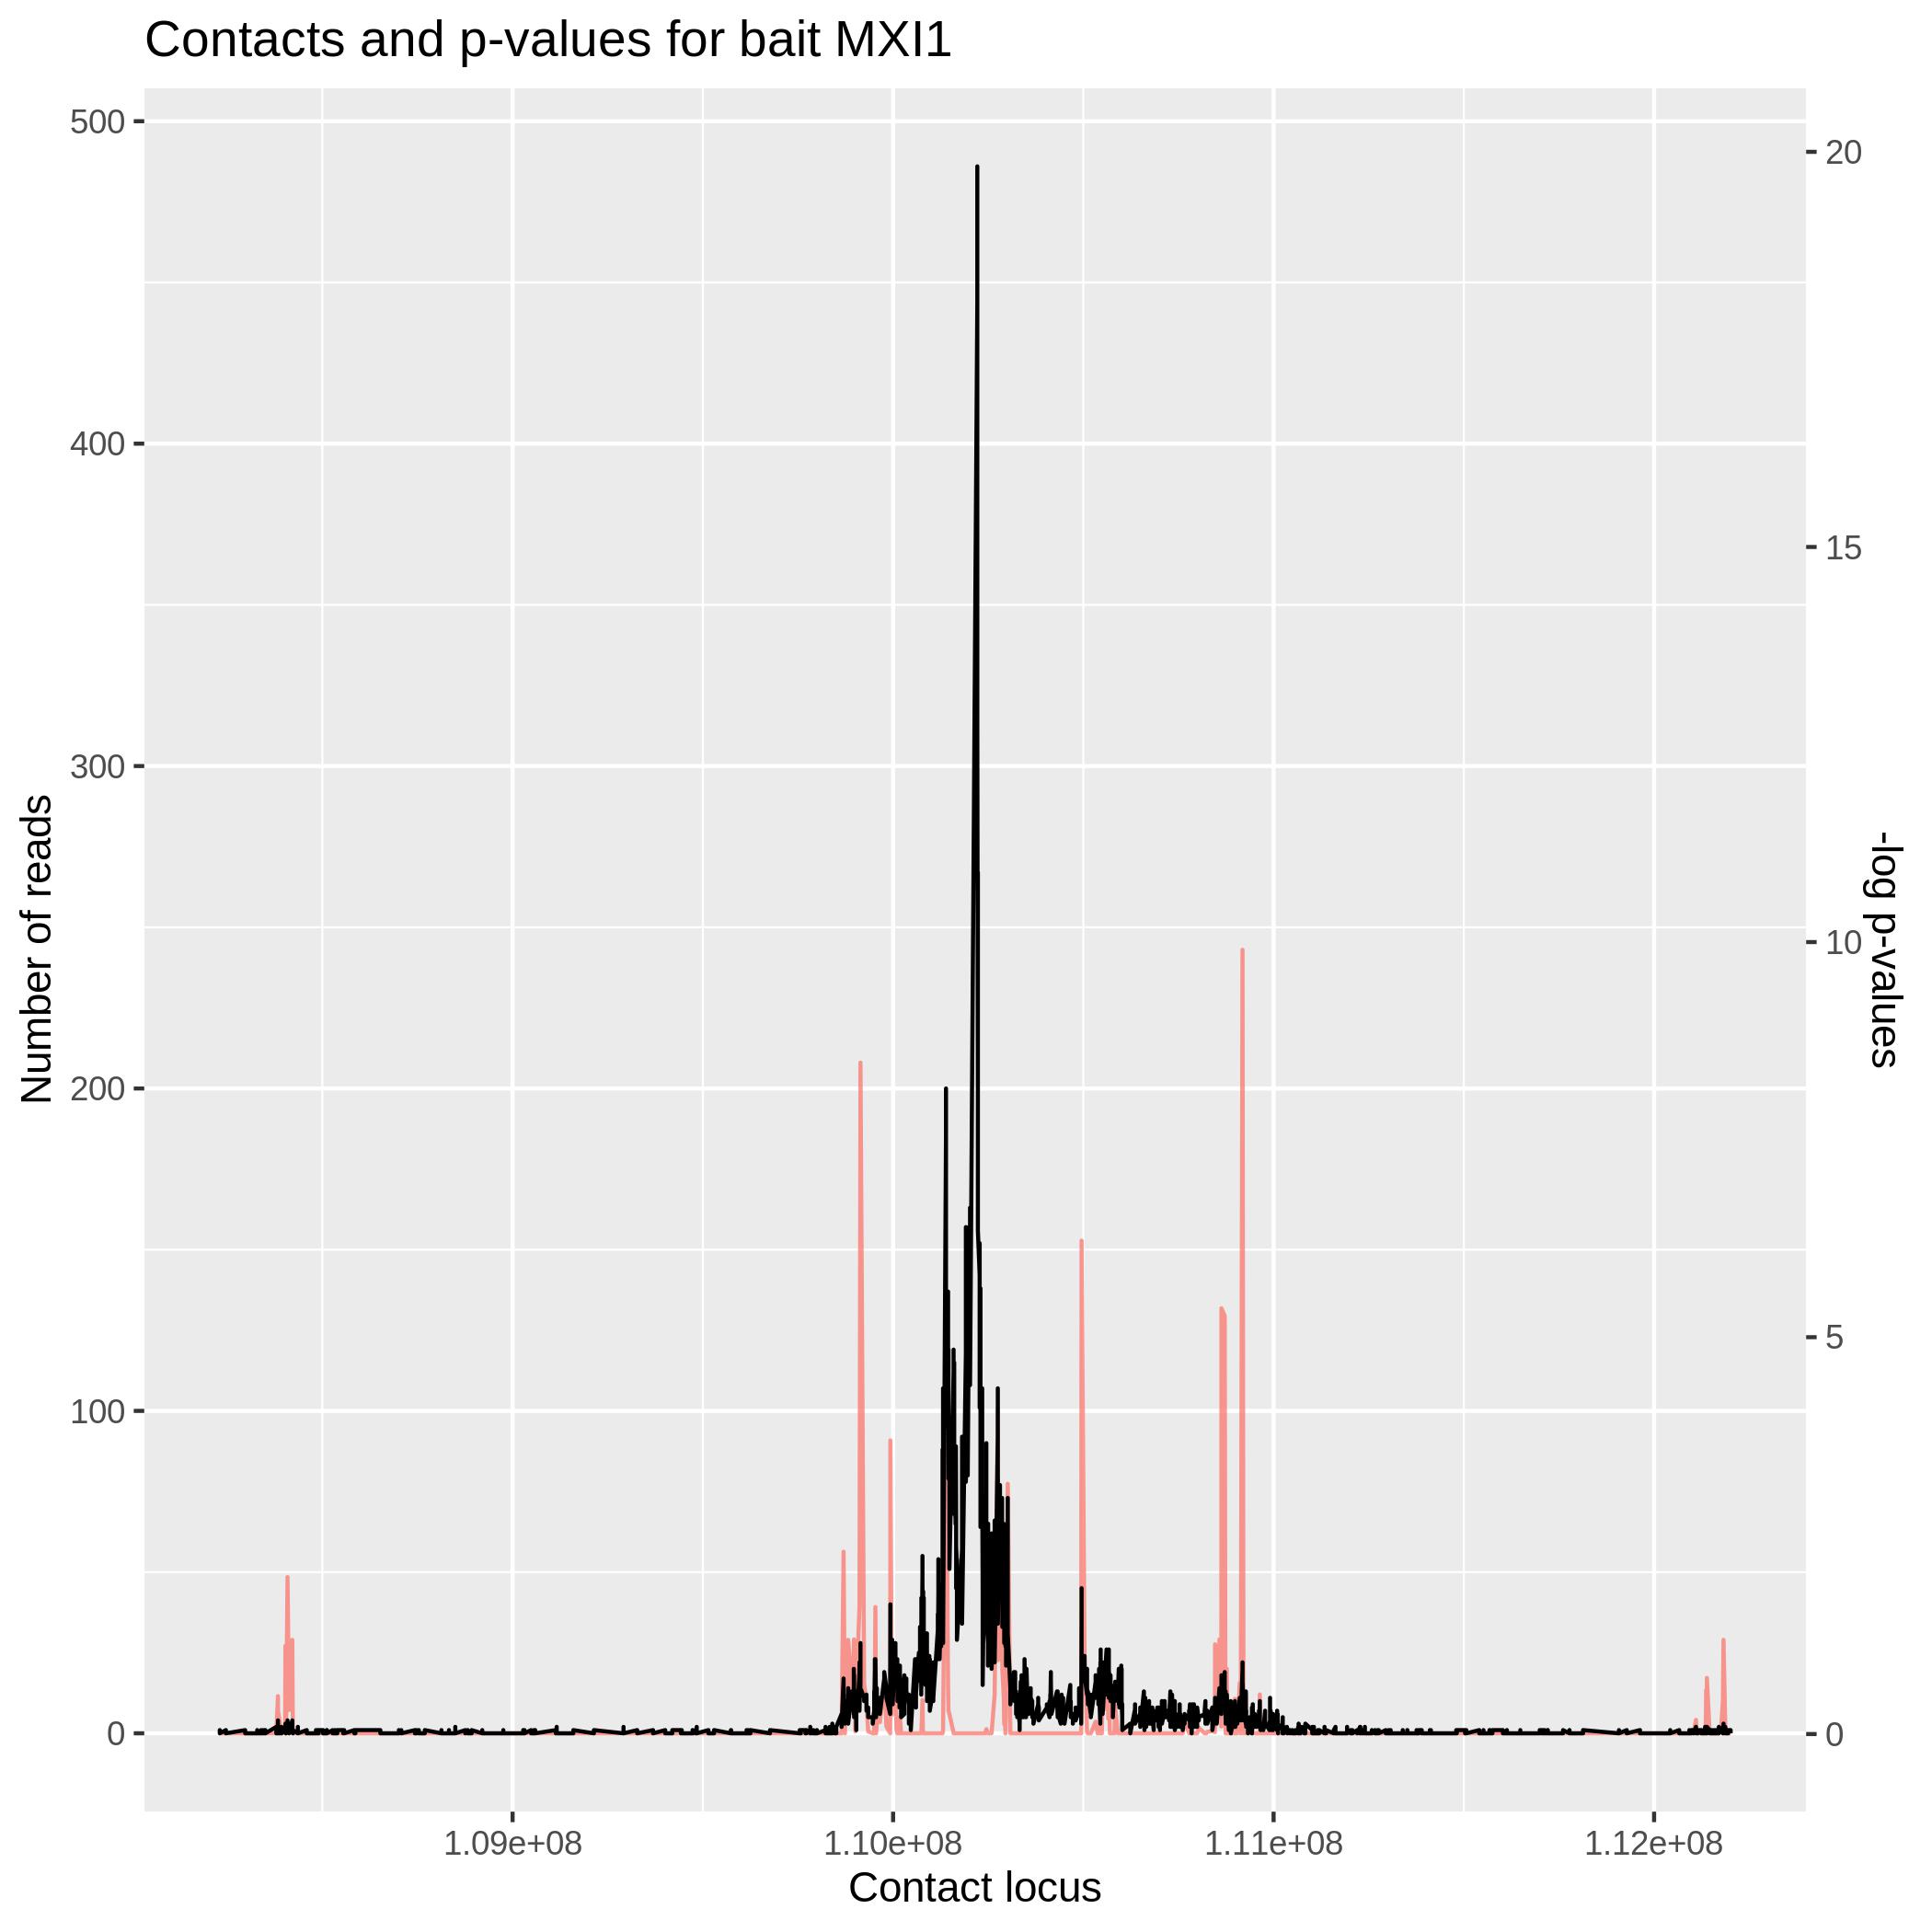 Contacts and p-values for bait MXI1
500
400
300
200
100
0
Number of reads
20
15
10
5
0
-log p-values
1.09e+08
1.10e+08
1.11e+08
1.12e+08
Contact locus